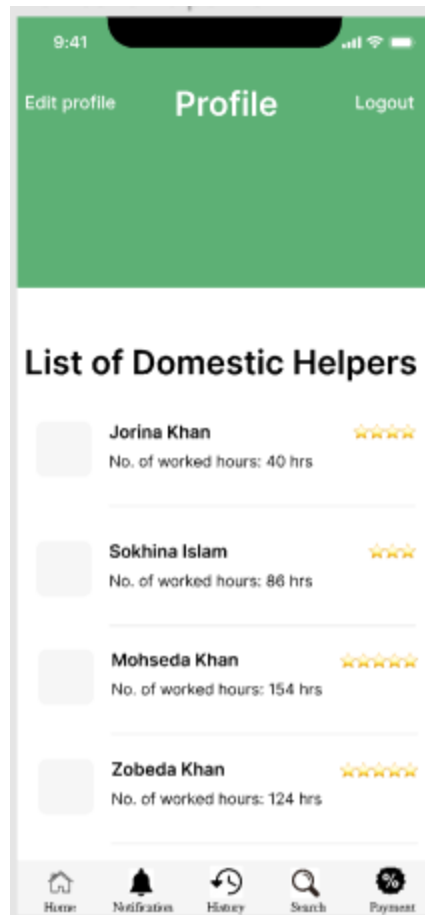 9:41
Edit profile Profile Logout
List of Domestic Helpers
Jorina Khan
No. of worked hours: 40 hrs
Sokhina Islam
No. of worked hours: 86 hrs
Mohseda Khan
No. of worked hours: 154 hrs
Zobeda Khan
No. of worked hours: 124 hrs
Home Notification History Search Payment